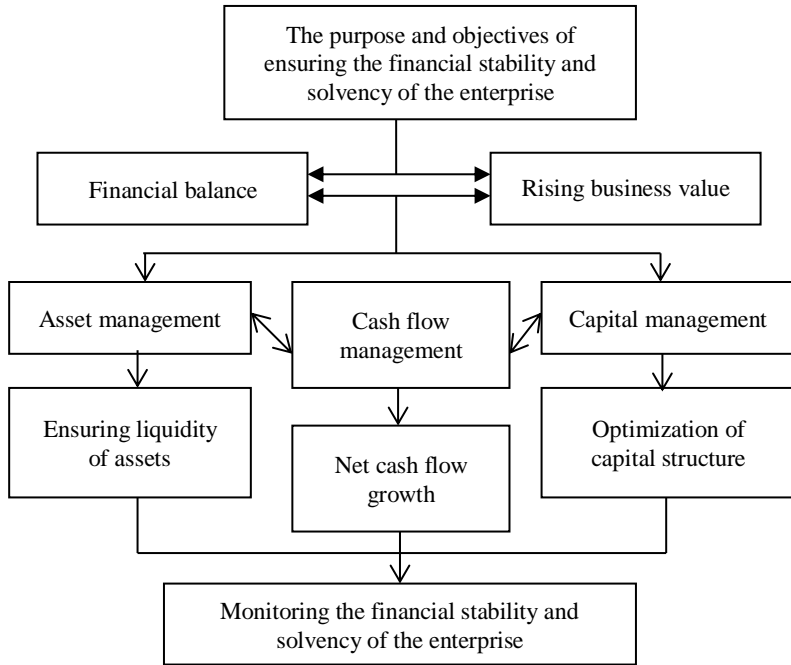 The purpose and objectives of
ensuring the financial stability and
solvency of the enterprise
Financial balance
Rising business value
Asset management
Cash flow
management
Capital management
Ensuring liquidity
of assets
Net cash flow
growth
Optimization of
capital structure
Monitoring the financial stability and
solvency of the enterprise